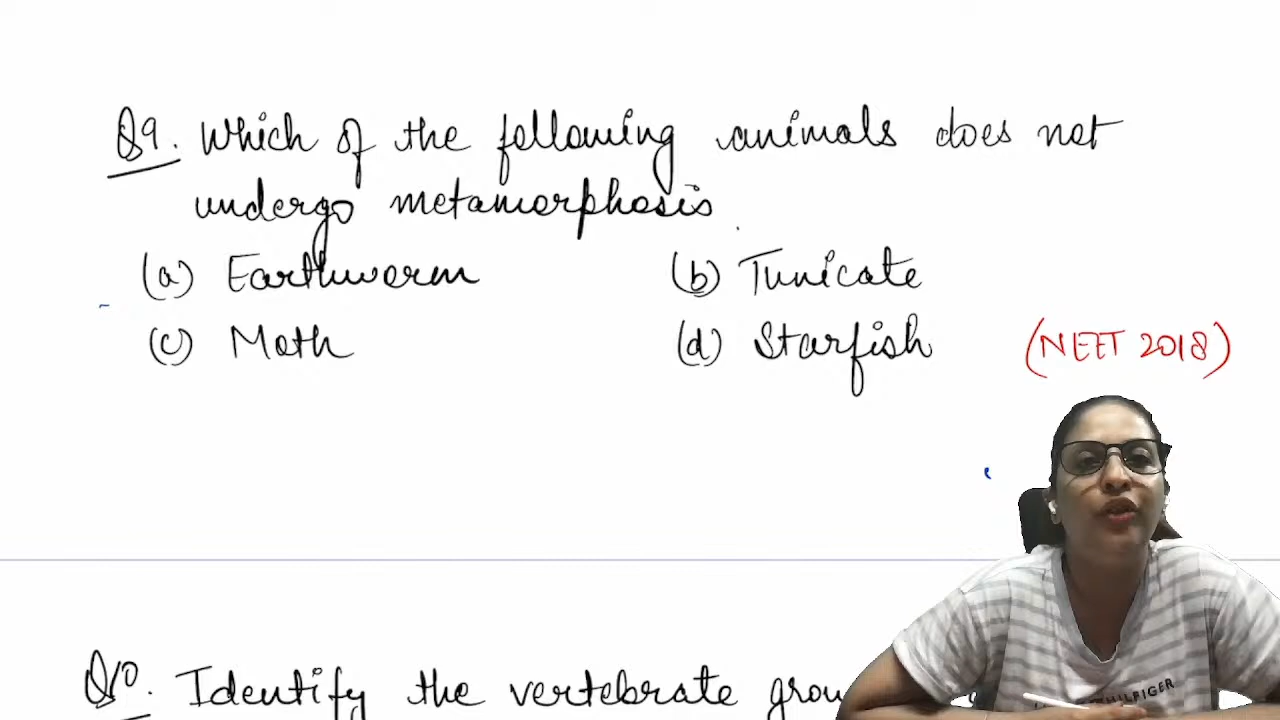 Q9. Which of the following animals does not
undergo metamorphosis
(a) Earthworm (b) Tunicate
(c) Moth (d) Starfish (NEET 2018)
Q10. Identify the vertebrate
HILFIGER